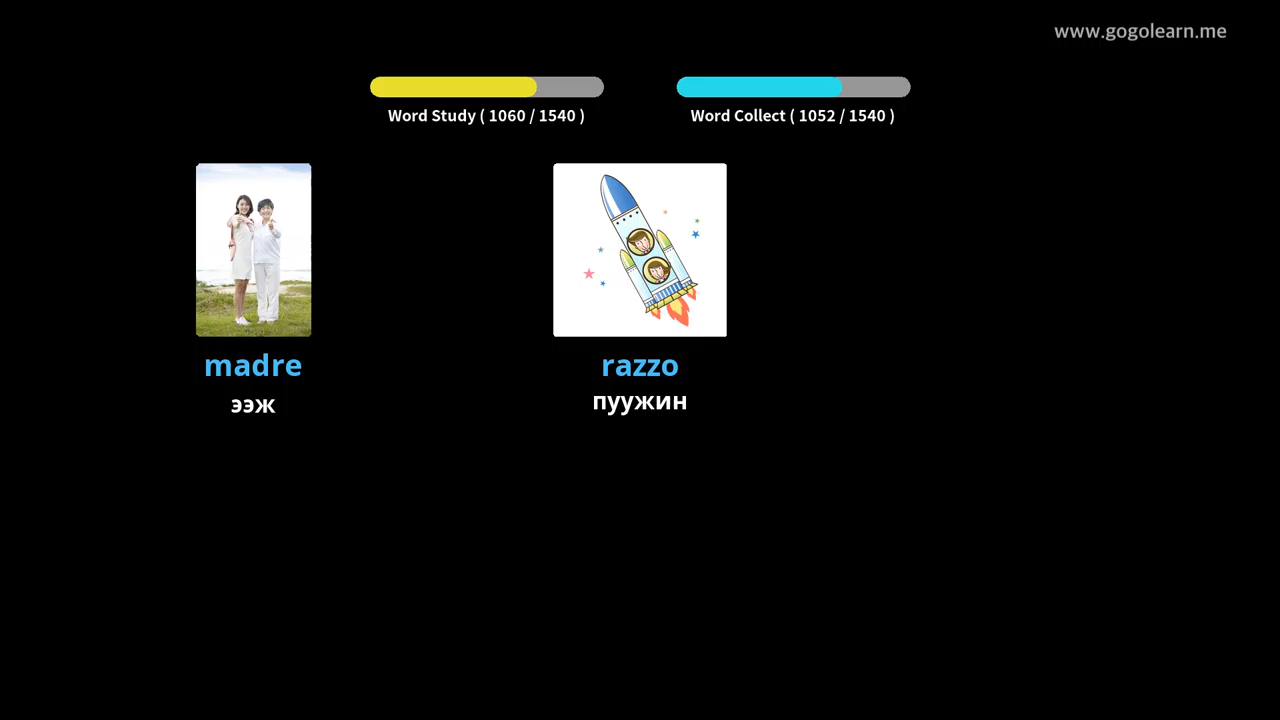 www.gogolearn.me
Word Study ( 1060 / 1540 )
Word Collect ( 1052 / 1540 )
madre
ээж
razzo
пуужин